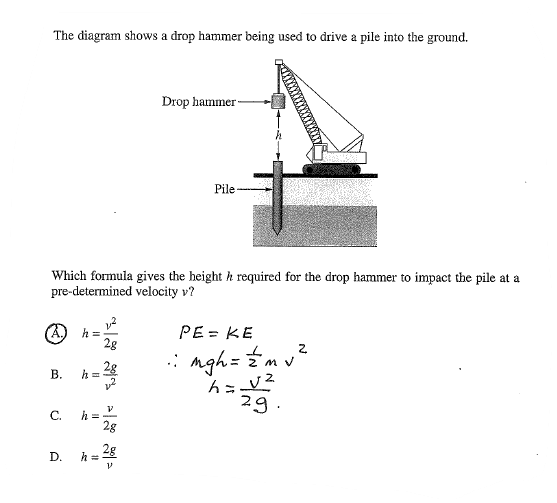 The diagram shows a drop hammer being used to drive a pile into the ground.
Drop hammer
h
Pile
Which formula gives the height h required for the drop hammer to impact the pile at a
pre-determined velocity v?
A. h = v²/2g
B. h = 2g/v²
C. h = v/2g
D. h = 2g/v
PE = KE
∴ mgh = ½ m v²
h = v²/2g.